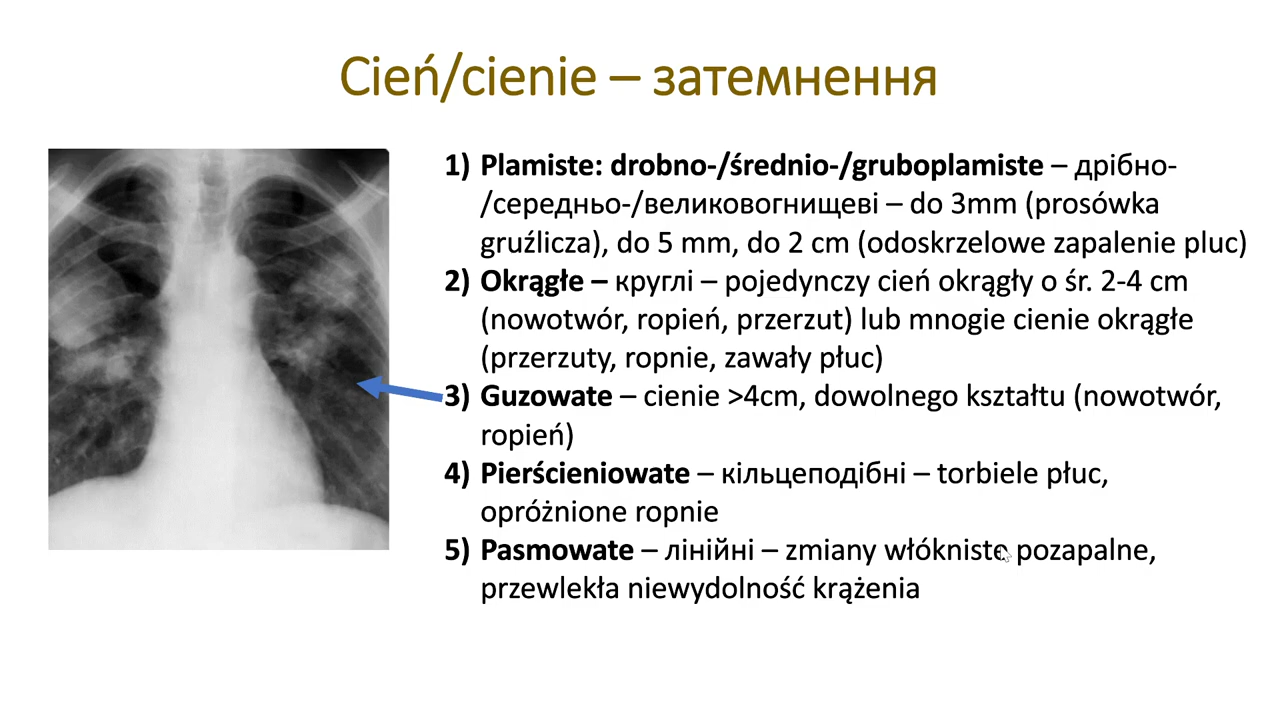 Cień/cienie – затемнення
1) Plamiste: drobno-/średnio-/gruboplamiste – дрібно-
/середньо-/великовогнищеві – do 3mm (prosówka
gruźlicza), do 5 mm, do 2 cm (odoskrzelowe zapalenie pluc)
2) Okrągłe – круглі – pojedynczy cień okrągły o śr. 2-4 cm
(nowotwór, ropień, przerzut) lub mnogie cienie okrągłe
(przerzuty, ropnie, zawały płuc)
3) Guzowate – cienie >4cm, dowolnego kształtu (nowotwór,
ropień)
4) Pierścieniowate – кільцеподібні – torbiele płuc,
opróżnione ropnie
5) Pasmowate – лінійні – zmiany włókniste pozapalne,
przewlekła niewydolność krążenia